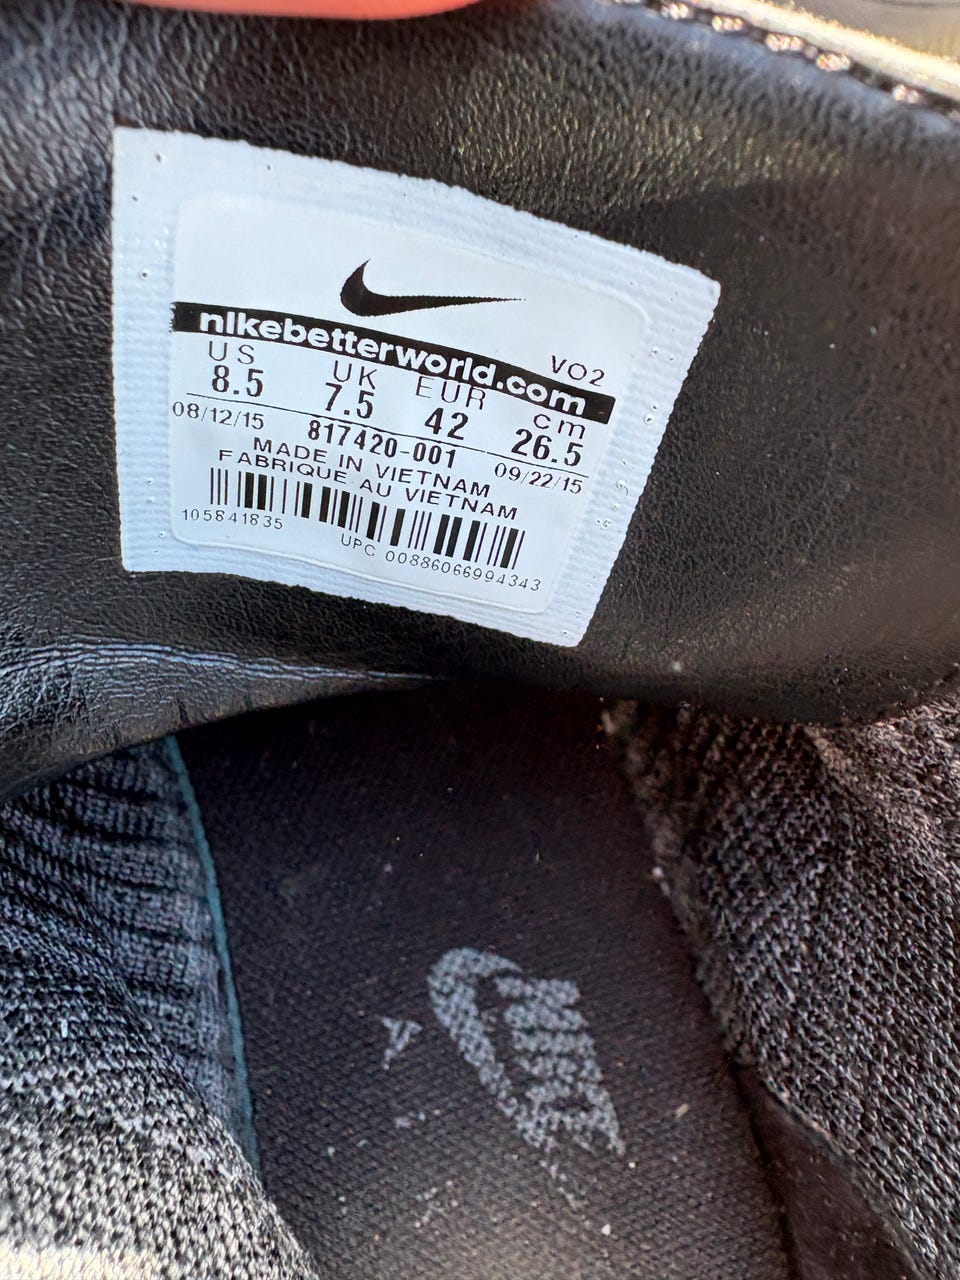 nikebetterworld.com
VO2
US UK EUR cm
8.5 7.5 42 26.5
08/12/15 817420-001 09/22/15
MADE IN VIETNAM
FABRIQUE AU VIETNAM
105841835
UPC 00886066994343
NIKE